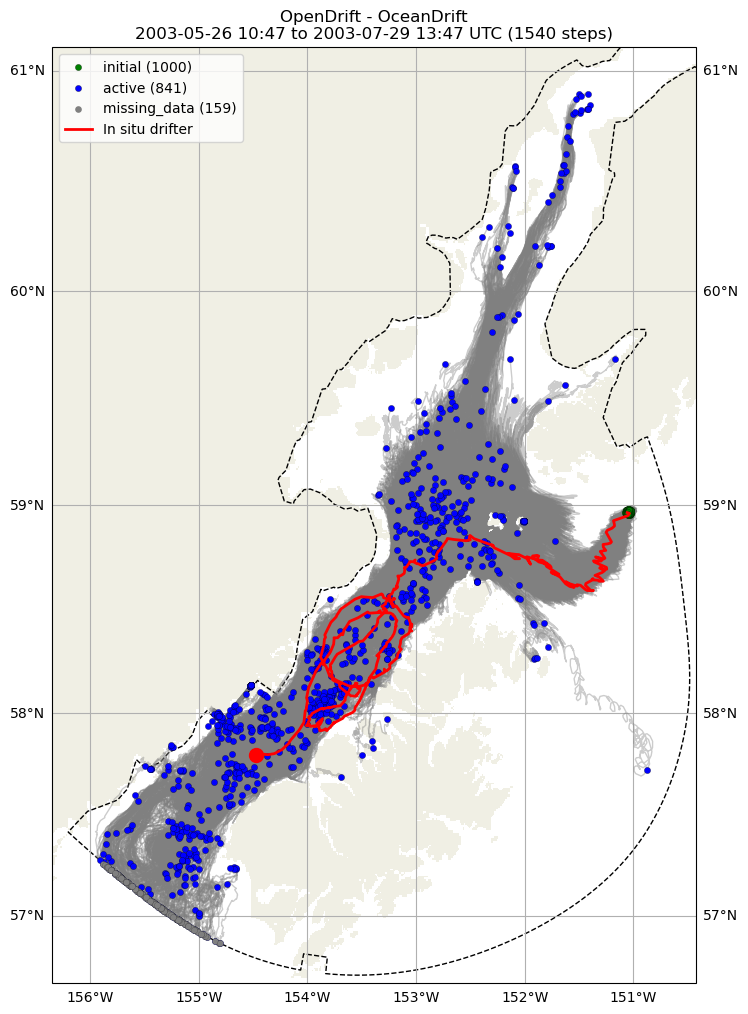 OpenDrift - OceanDrift
2003-05-26 10:47 to 2003-07-29 13:47 UTC (1540 steps)
initial (1000)
active (841)
missing_data (159)
In situ drifter
61°N
61°N
60°N
60°N
59°N
59°N
58°N
58°N
57°N
57°N
156°W
155°W
154°W
153°W
152°W
151°W